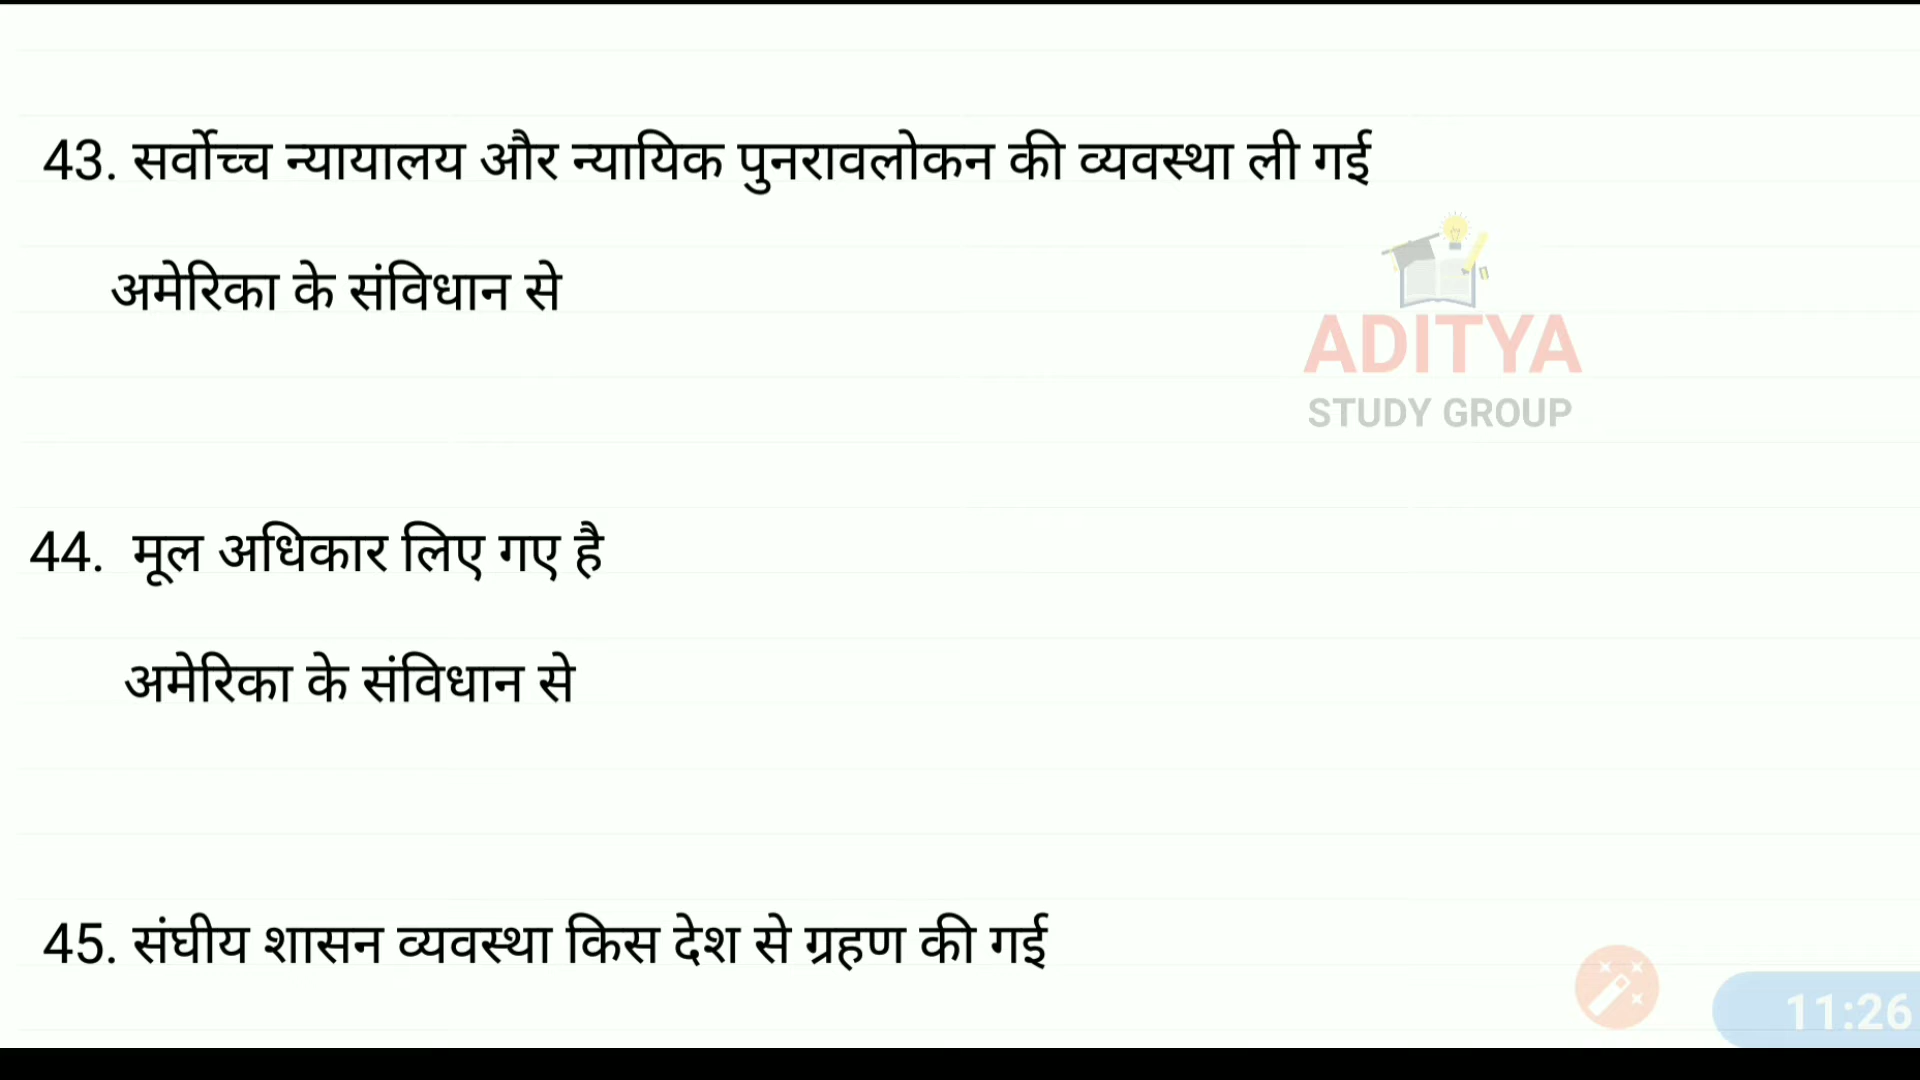 43. सर्वोच्च न्यायालय और न्यायिक पुनरावलोकन की व्यवस्था ली गई
अमेरिका के संविधान से
ADITYA
STUDY GROUP
44. मूल अधिकार लिए गए है
अमेरिका के संविधान से
45. संघीय शासन व्यवस्था किस देश से ग्रहण की गई
11:26